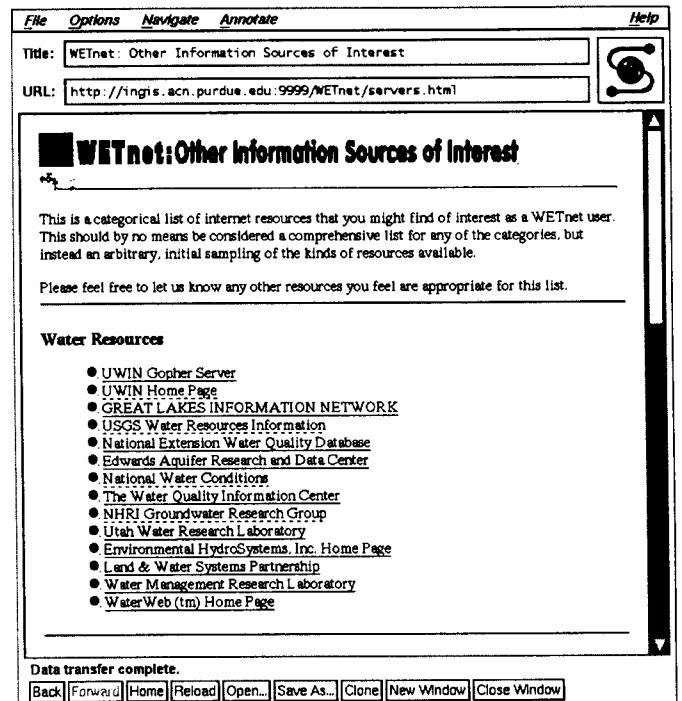 File Options Navigate Annotate Help
Title: WETnet: Other Information Sources of Interest
URL: http://ingis.acn.purdue.edu:9999/WETnet/servers.html
WETnet: Other Information Sources of Interest
This is a categorical list of internet resources that you might find of interest as a WETnet user.
This should by no means be considered a comprehensive list for any of the categories, but
instead an arbitrary, initial sampling of the kinds of resources available.
Please feel free to let us know any other resources you feel are appropriate for this list.
Water Resources
UWIN Gopher Server
UWIN Home Page
GREAT LAKES INFORMATION NETWORK
USGS Water Resources Information
National Extension Water Quality Database
Edwards Aquifer Research and Data Center
National Water Conditions
The Water Quality Information Center
NHRI Groundwater Research Group
Utah Water Research Laboratory
Environmental HydroSystems, Inc. Home Page
Land & Water Systems Partnership
Water Management Research Laboratory
WaterWeb (tm) Home Page
Data transfer complete.
Back Forward Home Reload Open... Save As... Clone New Window Close Window